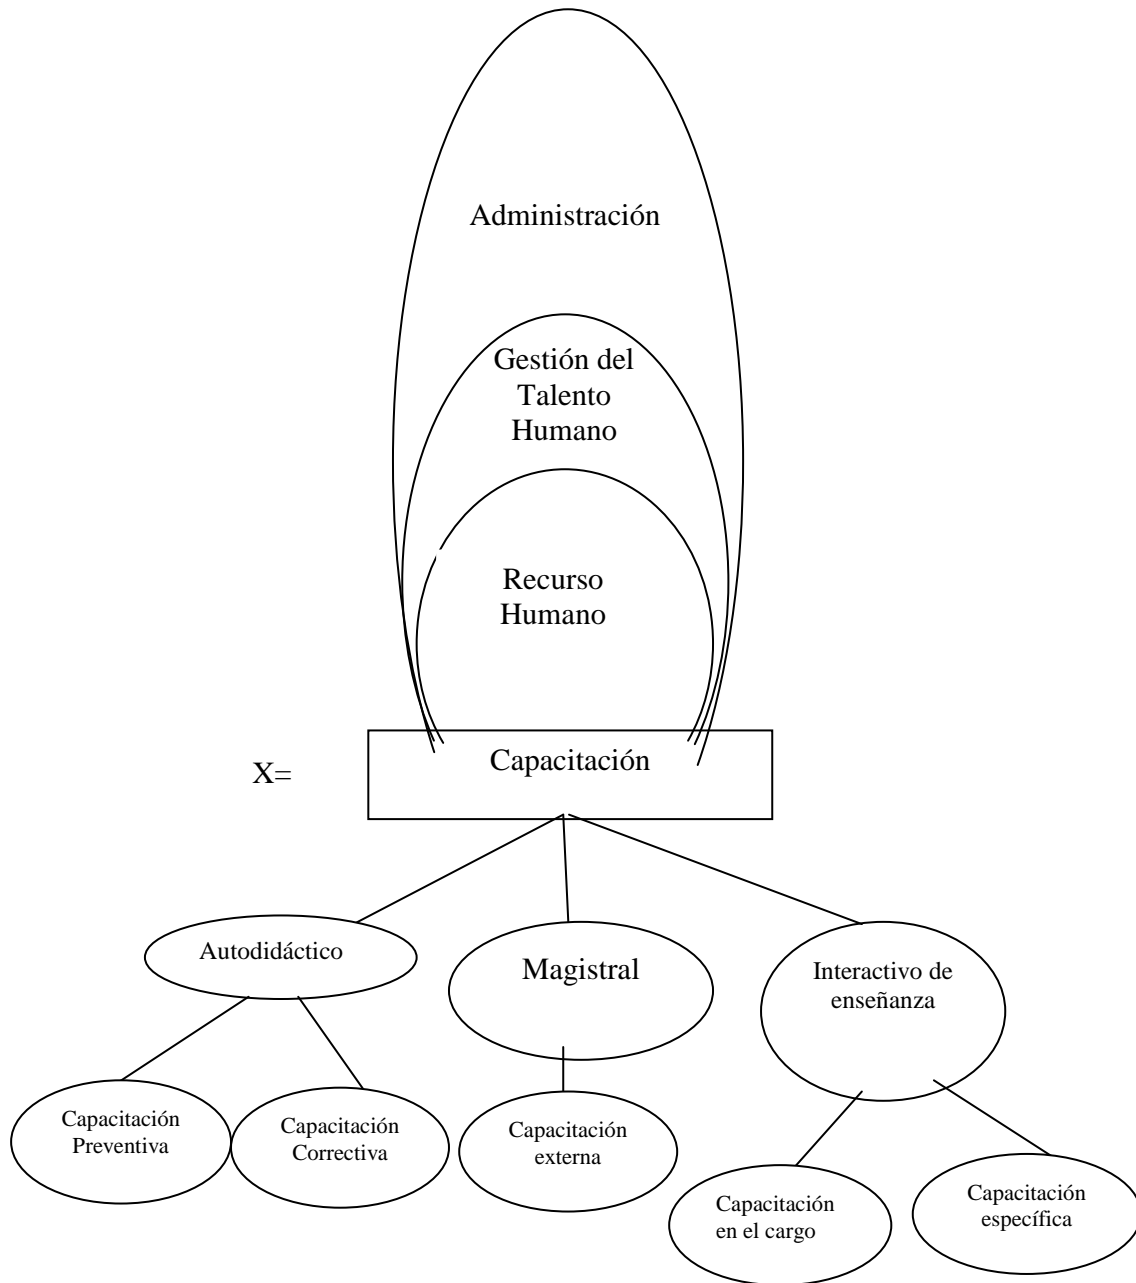 Administración
Gestión del
Talento
Humano
Recurso
Humano
X=
Capacitación
Autodidáctico
Magistral
Interactivo de
enseñanza
Capacitación
Preventiva
Capacitación
Correctiva
Capacitación
externa
Capacitación
en el cargo
Capacitación
específica